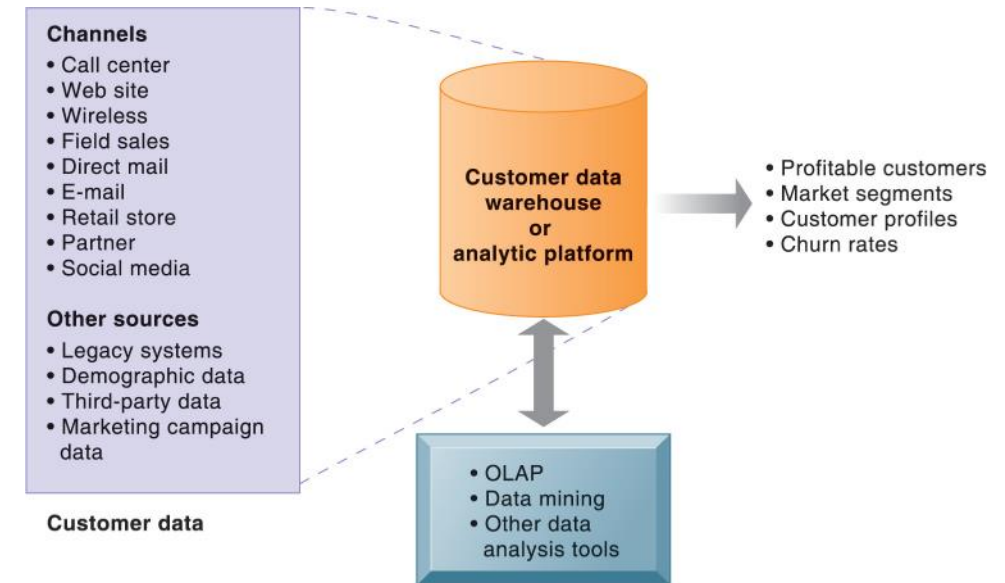 Channels
• Call center
• Web site
• Wireless
• Field sales
• Direct mail
• E-mail
• Retail store
• Partner
• Social media
Other sources
• Legacy systems
• Demographic data
• Third-party data
• Marketing campaign
data
Customer data
Customer data
warehouse
or
analytic platform
• Profitable customers
• Market segments
• Customer profiles
• Churn rates
• OLAP
• Data mining
• Other data
analysis tools